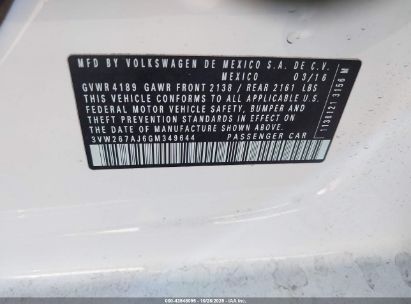 MFD BY VOLKSWAGEN DE MEXICO S.A. DE C.V.
MEXICO 03/16
GVWR 4189 GAWR FRONT 2138 / REAR 2161 LBS
THIS VEHICLE CONFORMS TO ALL APPLICABLE U.S.
FEDERAL MOTOR VEHICLE SAFETY, BUMPER AND
THEFT PREVENTION STANDARDS IN EFFECT ON THE
DATE OF MANUFACTURE SHOWN ABOVE.
3VW267AJ6GM349644 PASSENGER CAR